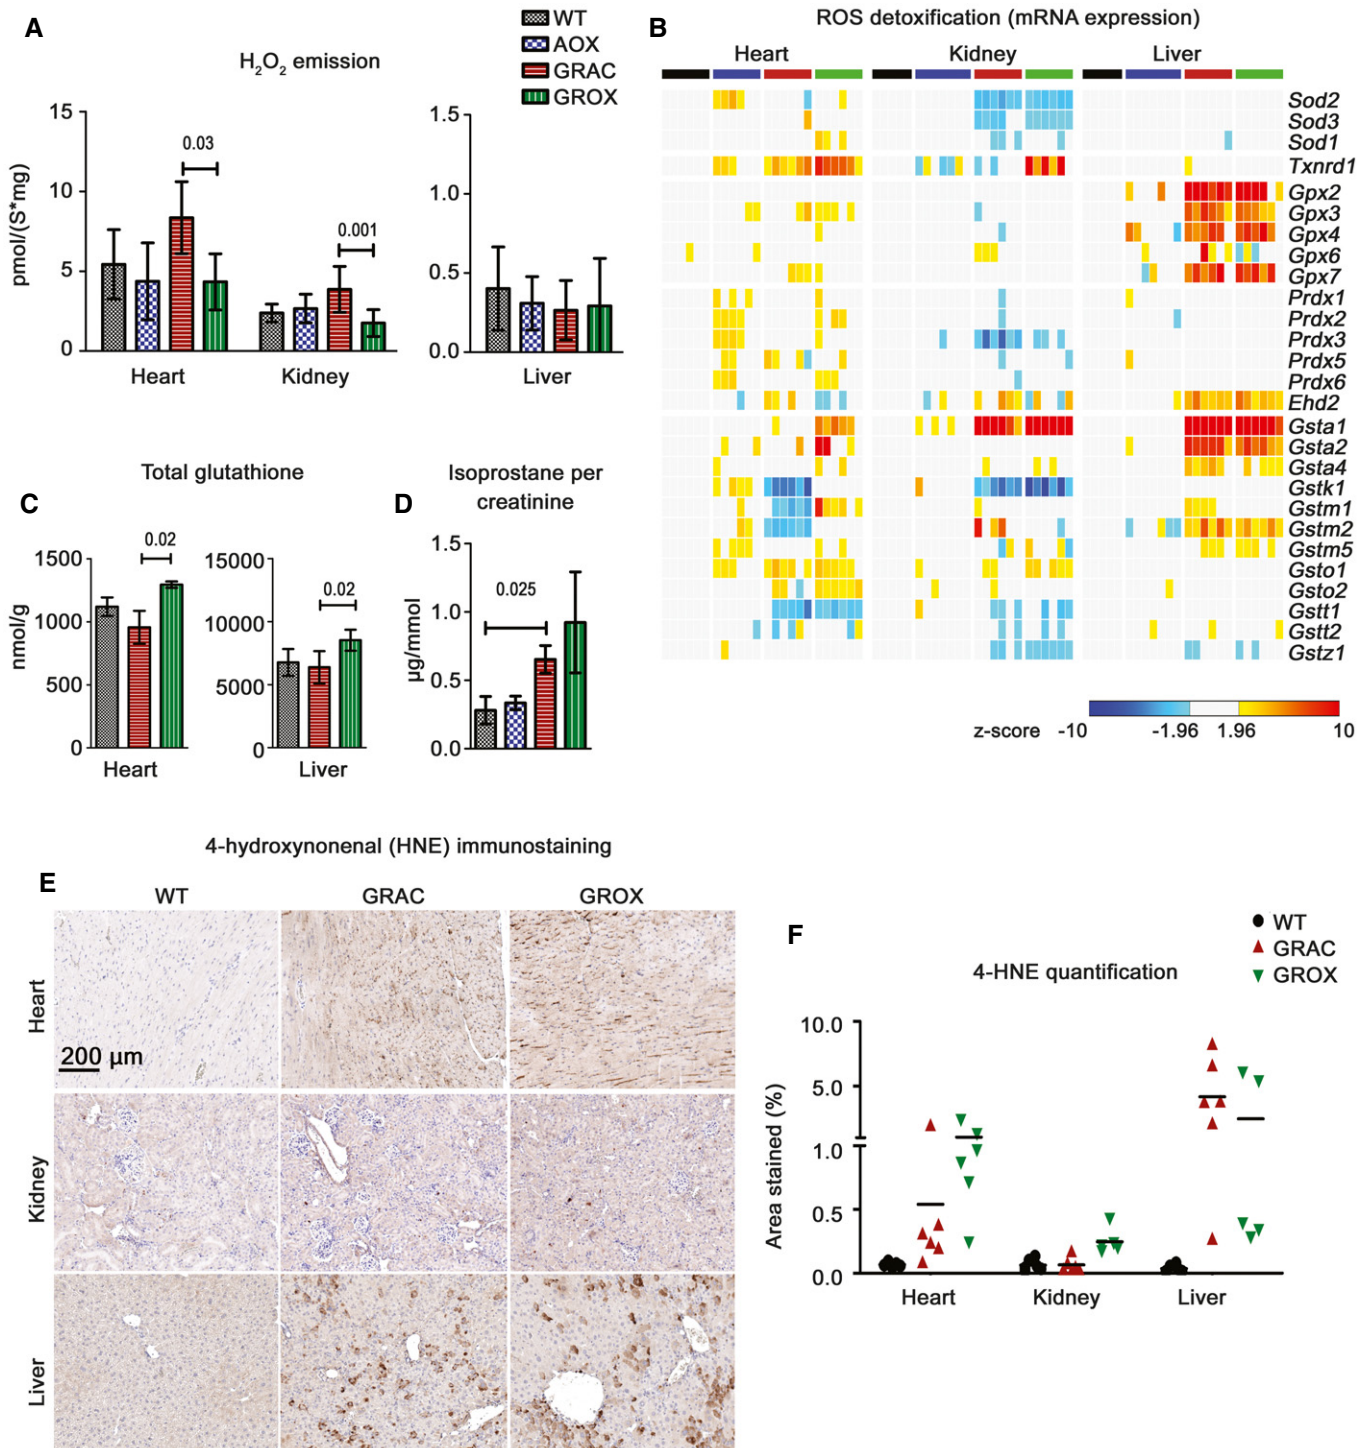 A
WT
AOX
GRAC
GROX
H2O2 emission
pmol/(S*mg)
15
10
5
0
0.03
0.001
Heart
Kidney
1.5
1.0
0.5
0.0
Liver
B
ROS detoxification (mRNA expression)
Heart
Kidney
Liver
Sod2
Sod3
Sod1
Txnrd1
Gpx2
Gpx3
Gpx4
Gpx6
Gpx7
Prdx1
Prdx2
Prdx3
Prdx5
Prdx6
Ehd2
Gsta1
Gsta2
Gsta4
Gstk1
Gstm1
Gstm2
Gstm5
Gsto1
Gsto2
Gstt1
Gstt2
Gstz1
z-score -10 -1.96 1.96 10
C
Total glutathione
nmol/g
1500
1000
500
0
0.02
Heart
15000
10000
5000
0
0.02
Liver
D
Isoprostane per
creatinine
µg/mmol
1.5
1.0
0.5
0.0
0.025
4-hydroxynonenal (HNE) immunostaining
E
WT
GRAC
GROX
Heart
200 µm
Kidney
Liver
F
WT
GRAC
GROX
4-HNE quantification
Area stained (%)
10.0
5.0
1.0
0.5
0.0
Heart
Kidney
Liver